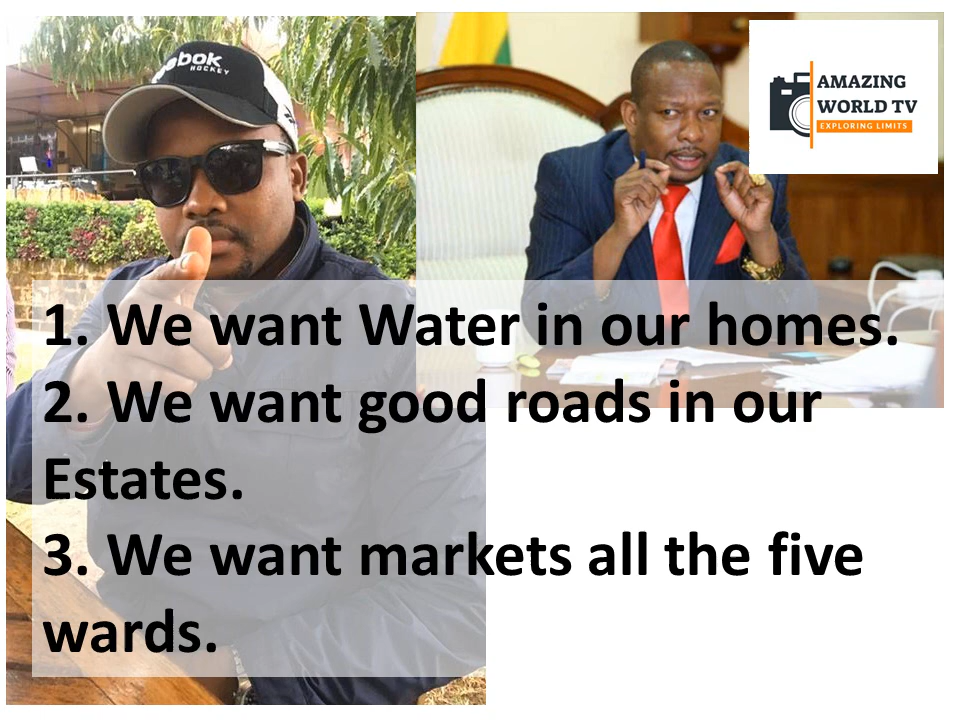 bok
HOCKEY
AMAZING
WORLD TV
EXPLORING LIMITS
1. We want Water in our homes.
2. We want good roads in our
Estates.
3. We want markets all the five
wards.